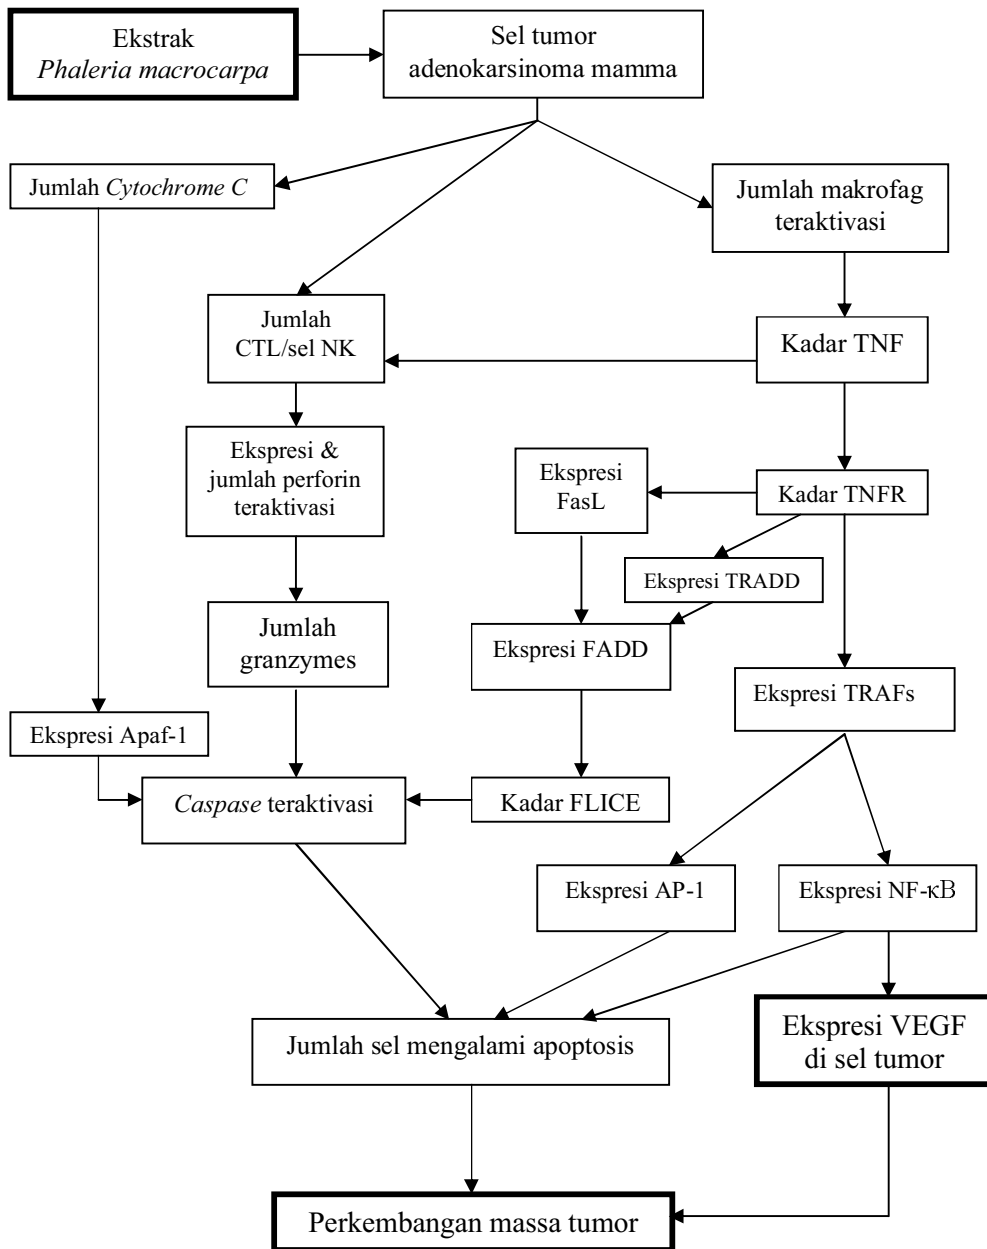 Ekstrak
Phaleria macrocarpa
Sel tumor
adenokarsinoma mamma
Jumlah Cytochrome C
Jumlah makrofag
teraktivasi
Jumlah
CTL/sel NK
Kadar TNF
Ekspresi &
jumlah perforin
teraktivasi
Ekspresi
FasL
Kadar TNFR
Ekspresi TRADD
Jumlah
granzymes
Ekspresi FADD
Ekspresi TRAFs
Ekspresi Apaf-1
Caspase teraktivasi
Kadar FLICE
Ekspresi AP-1
Ekspresi NF-κB
Jumlah sel mengalami apoptosis
Ekspresi VEGF
di sel tumor
Perkembangan massa tumor